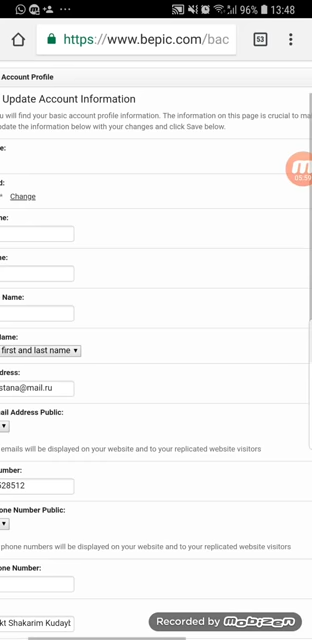 96% 13:48
https://www.bepic.com/bac
53
Account Profile
Update Account Information
u will find your basic account profile information. The information on this page is crucial to ma
pdate the information below with your changes and click Save below.
e:
d:
* Change
05:59
ne:
ne:
Name:
Name:
first and last name
ddress:
stana@mail.ru
ail Address Public:
emails will be displayed on your website and to your replicated website visitors
umber:
528512
one Number Public:
phone numbers will be displayed on your website and to your replicated website visitors
one Number:
kt Shakarim Kudayb
Recorded by mobizen